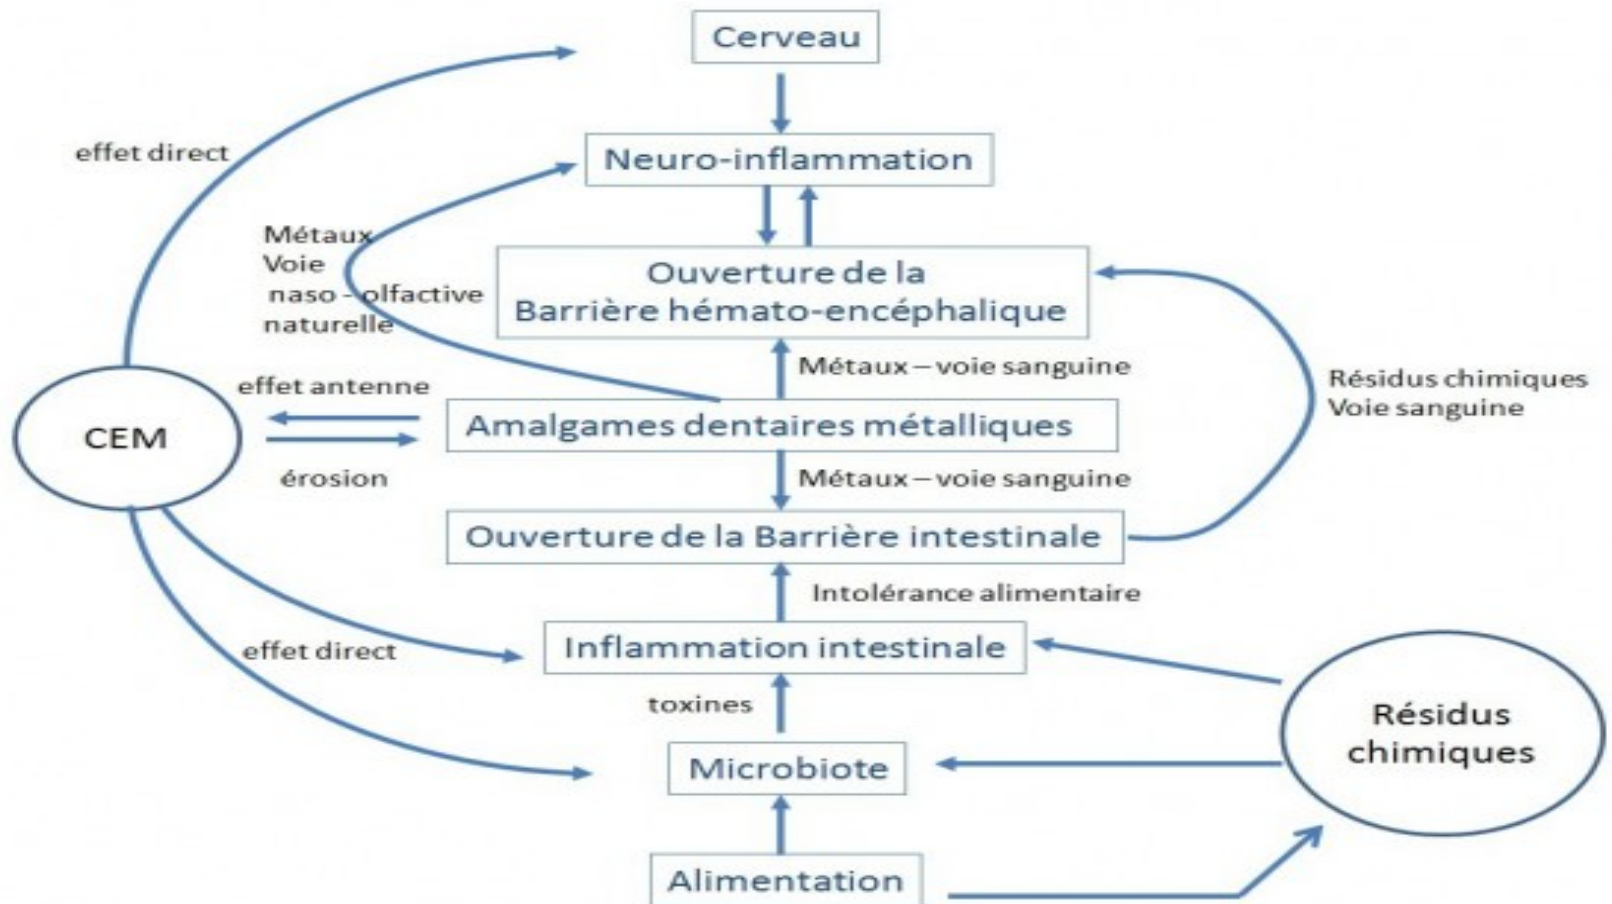 Cerveau
effet direct
Neuro-inflammation
Métaux
Voie
naso - olfactive
naturelle
Ouverture de la
Barrière hémato-encéphalique
Métaux – voie sanguine
effet antenne
Résidus chimiques
Voie sanguine
CEM
Amalgames dentaires métalliques
érosion
Métaux – voie sanguine
Ouverture de la Barrière intestinale
Intolérance alimentaire
effet direct
Inflammation intestinale
toxines
Résidus
chimiques
Microbiote
Alimentation